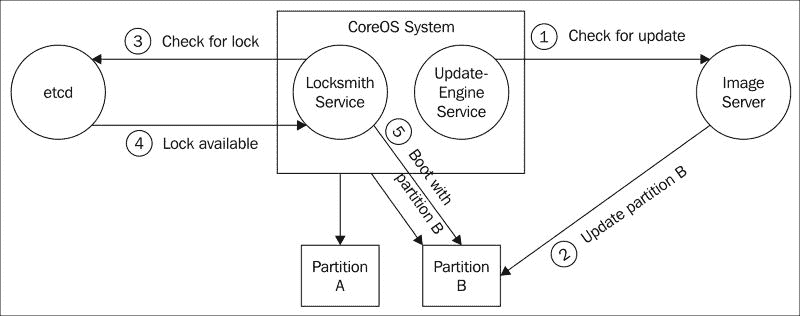 CoreOS System
3 Check for lock
1 Check for update
etcd
Locksmith
Service
Update-
Engine
Service
Image
Server
4 Lock available
5 Boot with
partition B
2 Update partition B
Partition
A
Partition
B